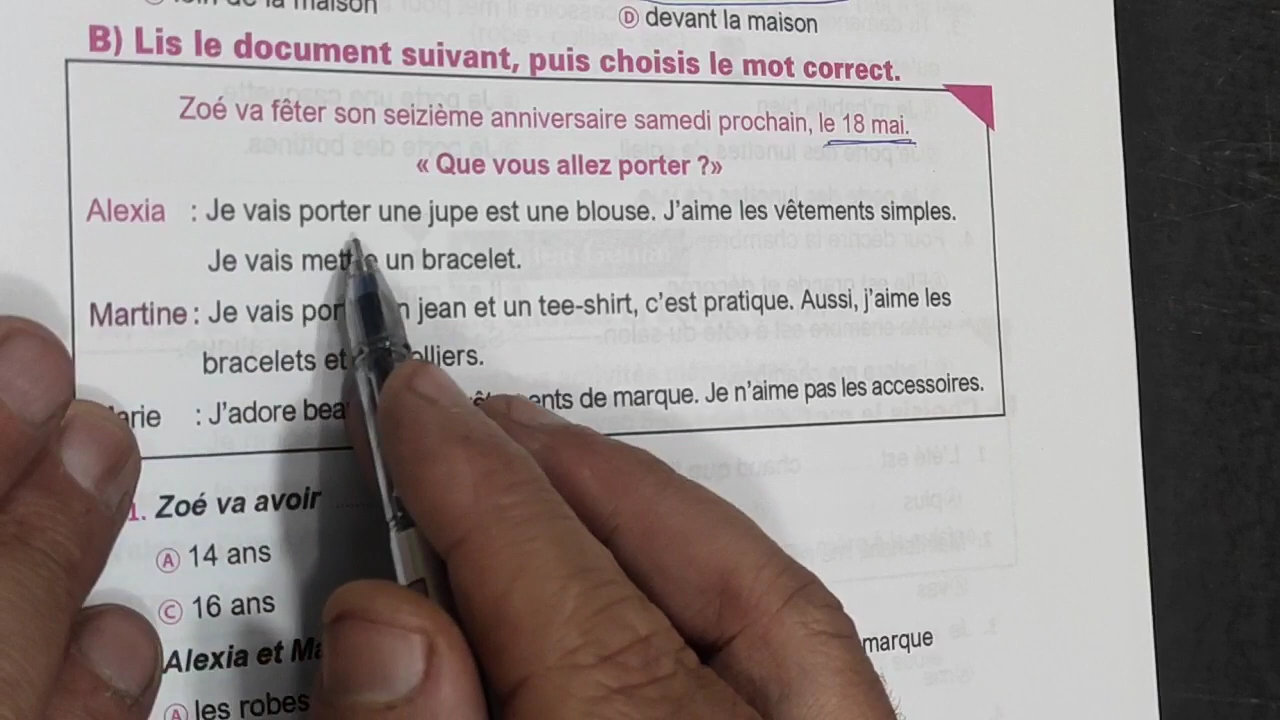 de la maison
D devant la maison
B) Lis le document suivant, puis choisis le mot correct.
Zoé va fêter son seizième anniversaire samedi prochain, le 18 mai.
« Que vous allez porter ?»
Alexia : Je vais porter une jupe est une blouse. J'aime les vêtements simples.
Je vais un bracelet.
Martine : Je vais jean et un tee-shirt, c'est pratique. Aussi, j'aime les
bracelets et
: J'adore de marque. Je n'aime pas les accessoires.
1. Zoé va avoir
A 14 ans
C 16 ans
Alexia et
marque
A les robes